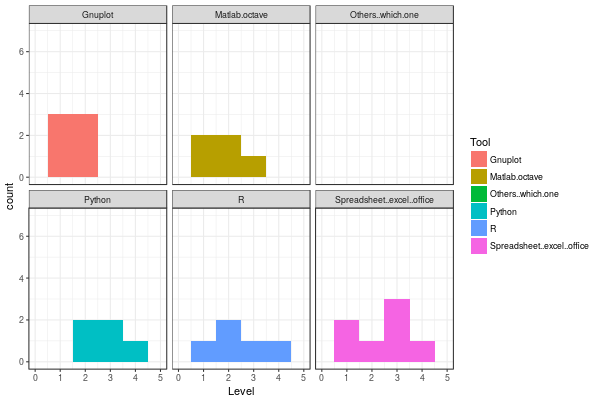 Gnuplot Matlab.octave Others..which.one
6
4
2
0
Python R Spreadsheet..excel..office
6
4
2
0
0 1 2 3 4 5 0 1 2 3 4 5 0 1 2 3 4 5
Level
count
Tool
Gnuplot
Matlab.octave
Others..which.one
Python
R
Spreadsheet..excel..office